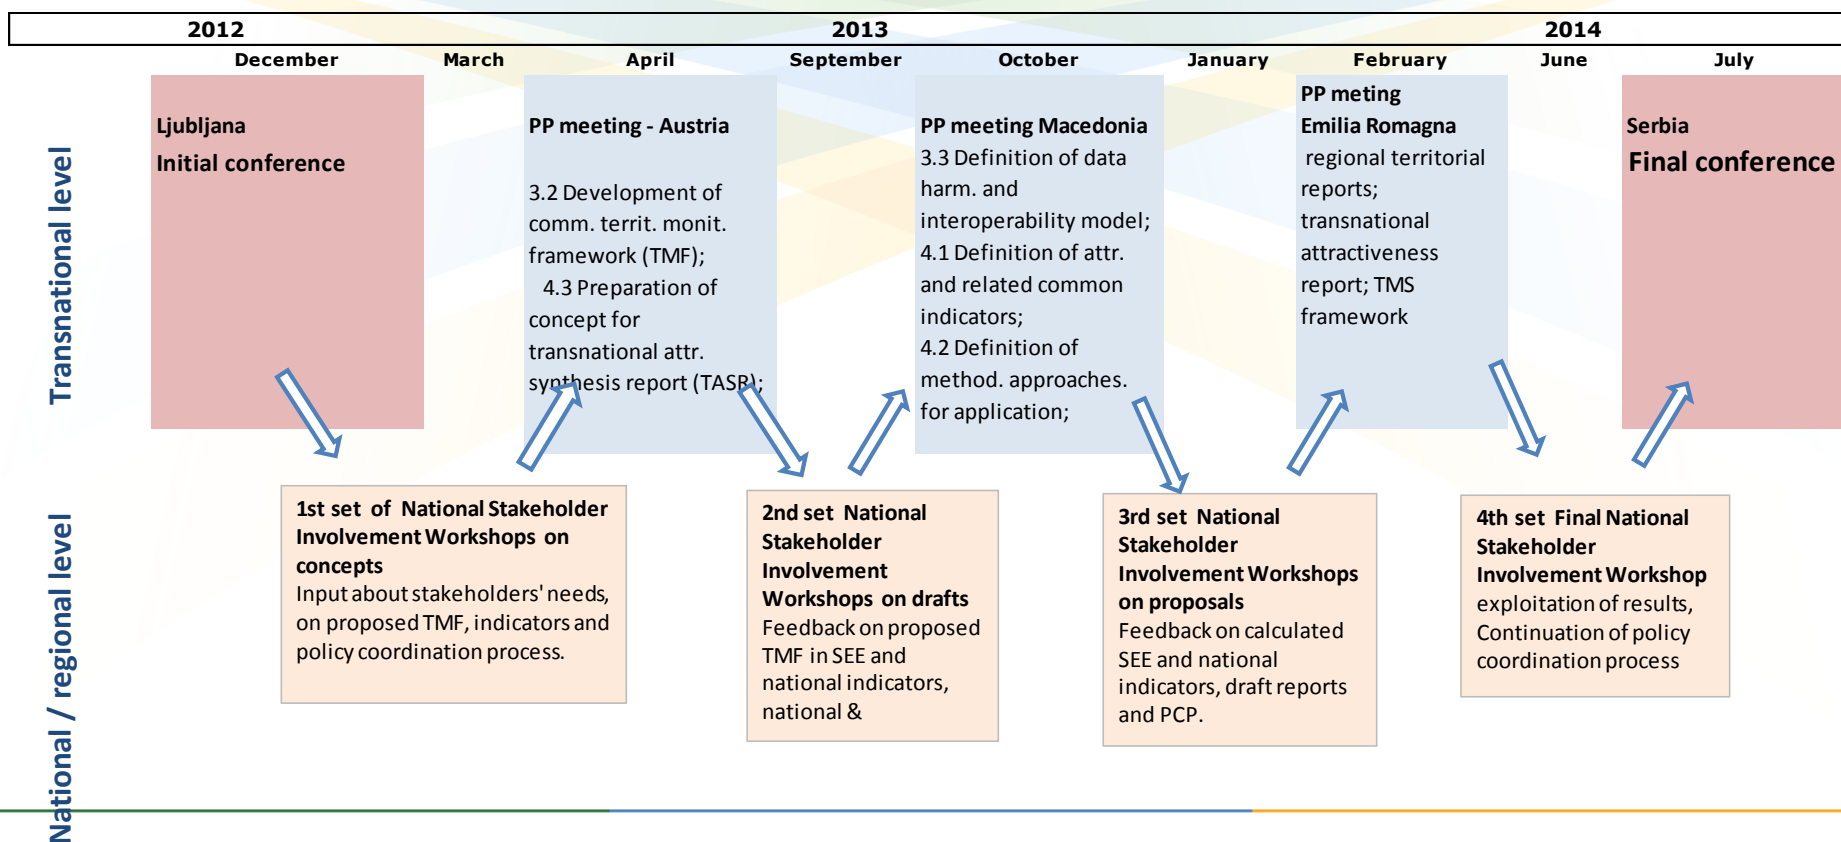 2012 2013 2014
December March April September October January February June July
Transnational level
Ljubljana
Initial conference
PP meeting - Austria
3.2 Development of
comm. territ. monit.
framework (TMF);
4.3 Preparation of
concept for
transnational attr.
synthesis report (TASR);
PP meeting Macedonia
3.3 Definition of data
harm. and
interoperability model;
4.1 Definition of attr.
and related common
indicators;
4.2 Definition of
method. approaches.
for application;
PP meting
Emilia Romagna
regional territorial
reports;
transnational
attractiveness
report; TMS
framework
Serbia
Final conference
National / regional level
1st set of National Stakeholder
Involvement Workshops on
concepts
Input about stakeholders' needs,
on proposed TMF, indicators and
policy coordination process.
2nd set National
Stakeholder
Involvement
Workshops on drafts
Feedback on proposed
TMF in SEE and
national indicators,
national &
3rd set National
Stakeholder
Involvement Workshops
on proposals
Feedback on calculated
SEE and national
indicators, draft reports
and PCP.
4th set Final National
Stakeholder
Involvement Workshop
exploitation of results,
Continuation of policy
coordination process